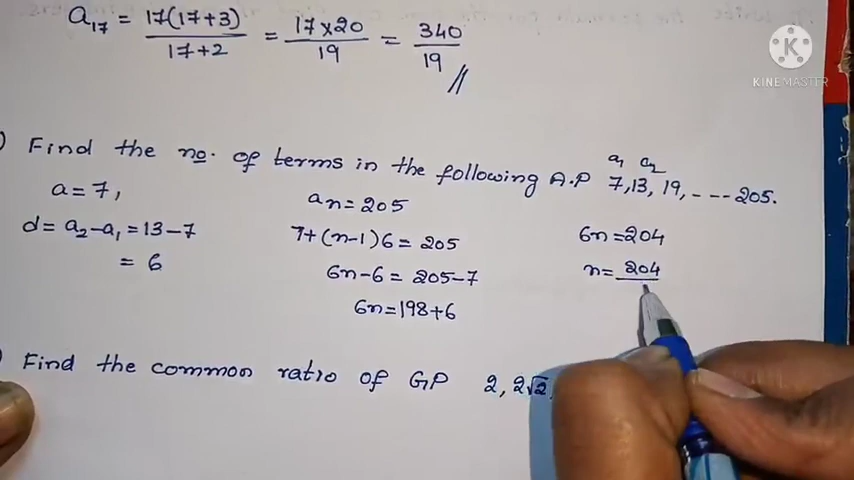 a₁₇ = 17(17+3) / 17+2 = 17×20 / 19 = 340 / 19 //
KINEMASTER
) Find the no. of terms in the following A.P 7, 13, 19, ---- 205.
a₁ a₂
a = 7,
d = a₂-a₁ = 13-7
= 6
an = 205
7+(n-1)6 = 205
6n-6 = 205-7
6n = 198+6
6n = 204
n = 204
) Find the common ratio of GP 2, 2√2,